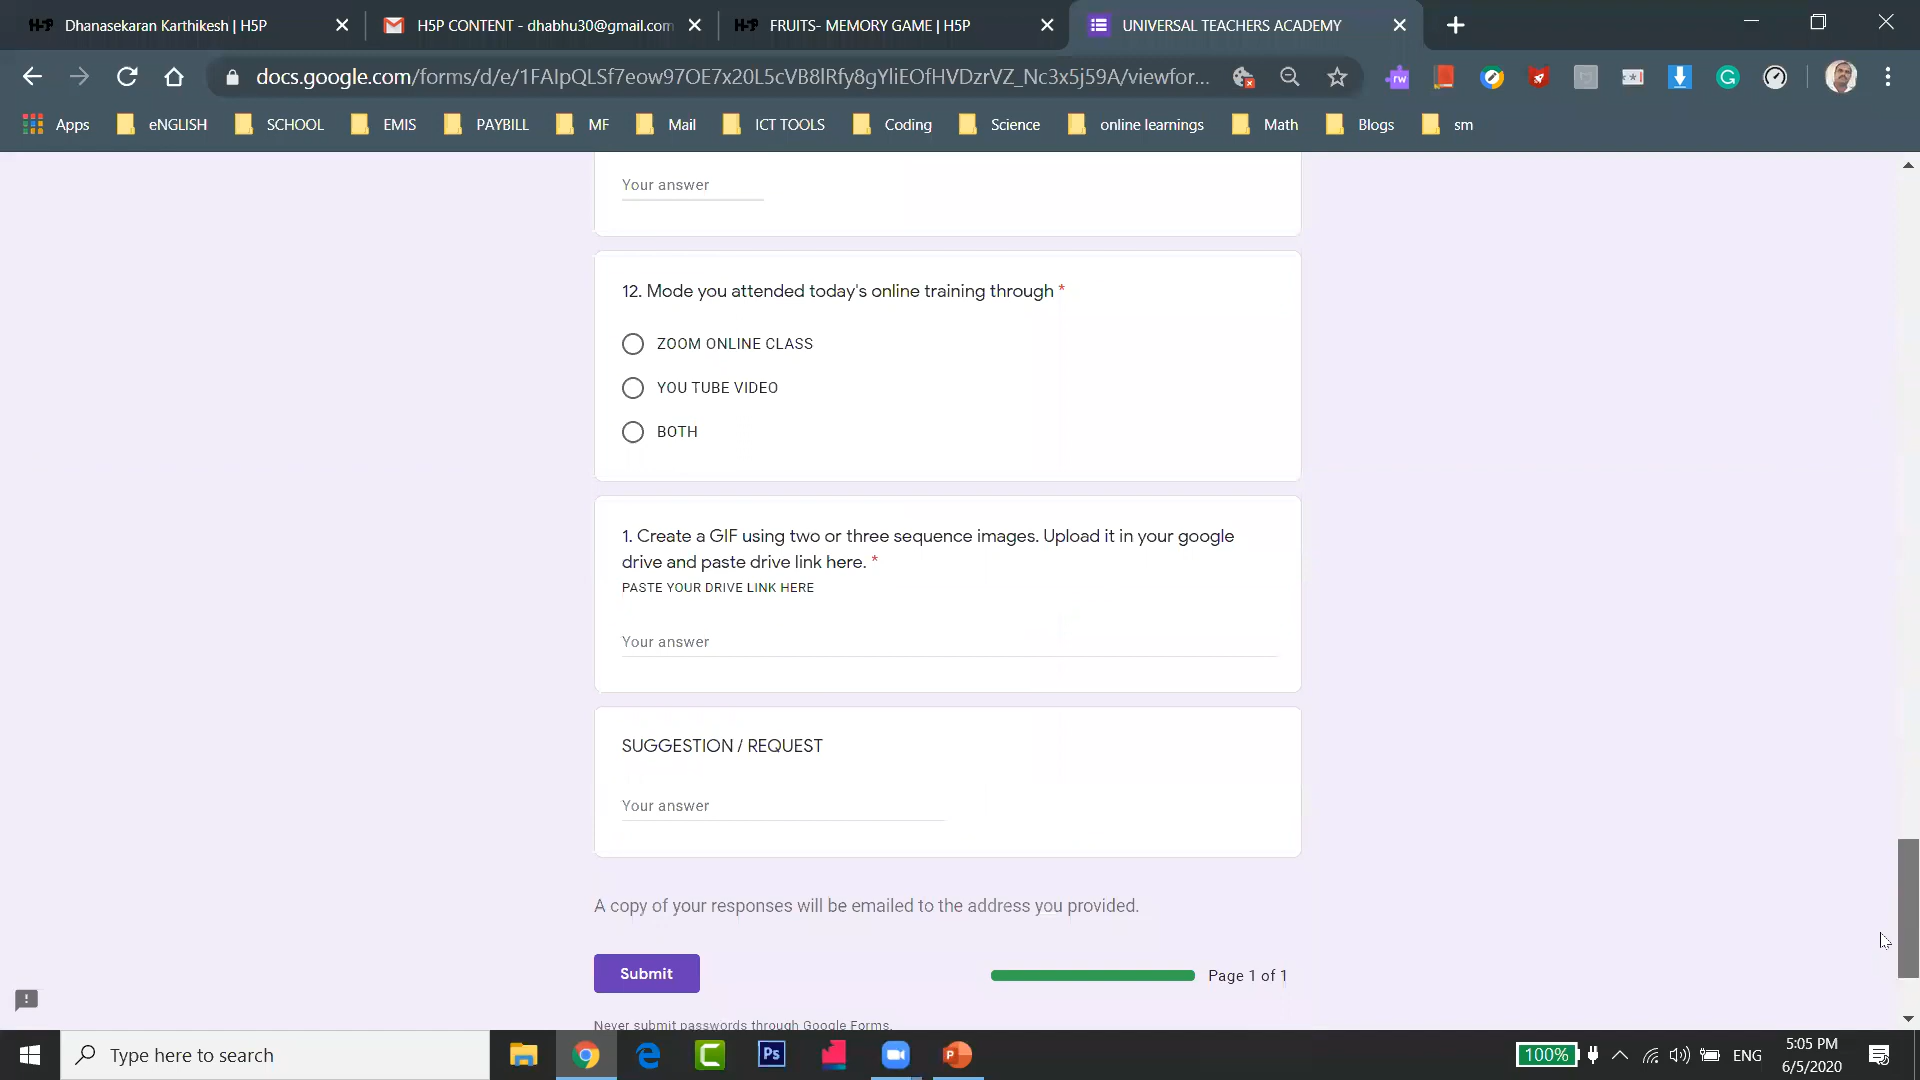 Dhanasekaran Karthikesh | H5P
H5P CONTENT - dhabhu30@gmail.com
FRUITS- MEMORY GAME | H5P
UNIVERSAL TEACHERS ACADEMY
docs.google.com/forms/d/e/1FAIpQLSf7eow97OE7x20L5cVB8lRfy8gYliEOfHVDzrVZ_Nc3x5j59A/viewfor...
Apps
eNGLISH
SCHOOL
EMIS
PAYBILL
MF
Mail
ICT TOOLS
Coding
Science
online learnings
Math
Blogs
sm
Your answer
12. Mode you attended today's online training through *
ZOOM ONLINE CLASS
YOU TUBE VIDEO
BOTH
1. Create a GIF using two or three sequence images. Upload it in your google
drive and paste drive link here. *
PASTE YOUR DRIVE LINK HERE
Your answer
SUGGESTION / REQUEST
Your answer
A copy of your responses will be emailed to the address you provided.
Submit
Page 1 of 1
Never submit passwords through Google Forms.
Type here to search
100%
ENG
5:05 PM
6/5/2020